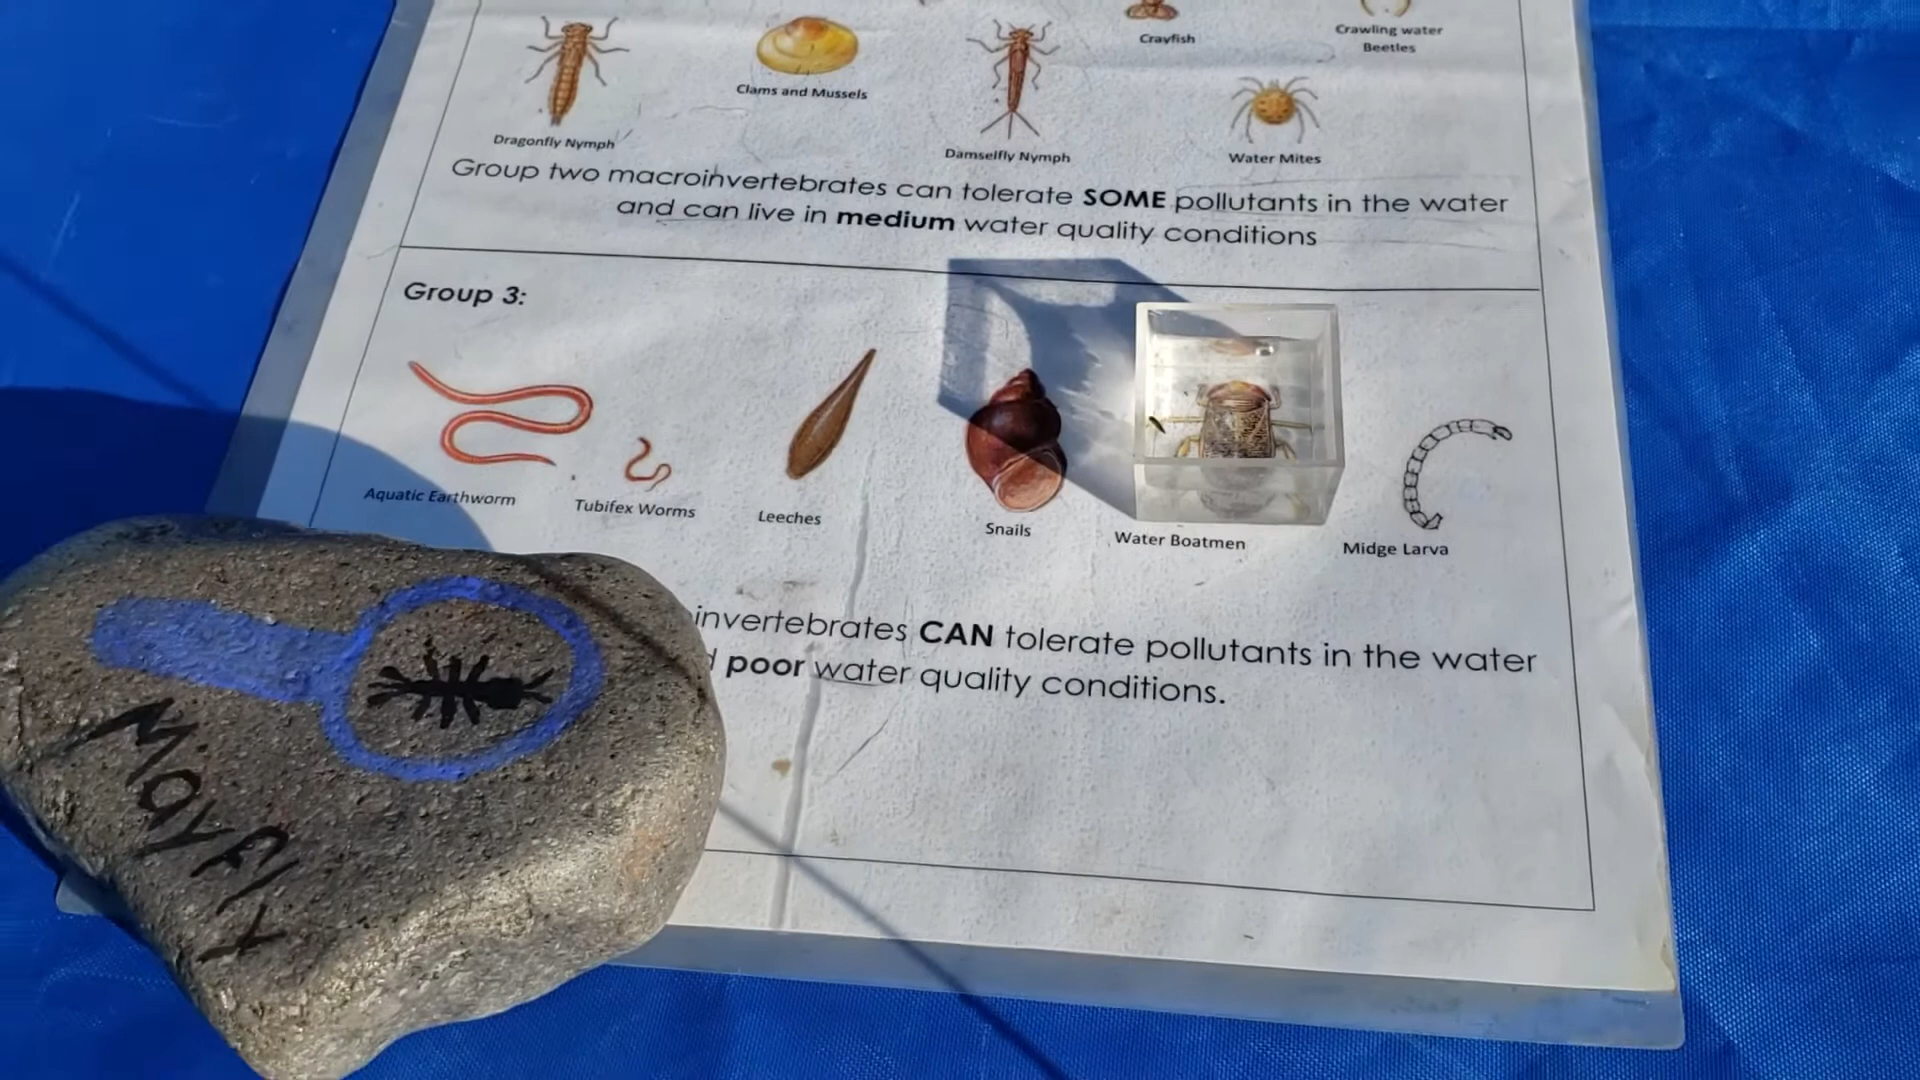 Crayfish
Crawling water
Beetles
Clams and Mussels
Dragonfly Nymph
Damselfly Nymph
Water Mites
Group two macroinvertebrates can tolerate SOME pollutants in the water
and can live in medium water quality conditions
Group 3:
Aquatic Earthworm
Tubifex Worms
Leeches
Snails
Water Boatmen
Midge Larva
invertebrates CAN tolerate pollutants in the water
poor water quality conditions.
Mayfly